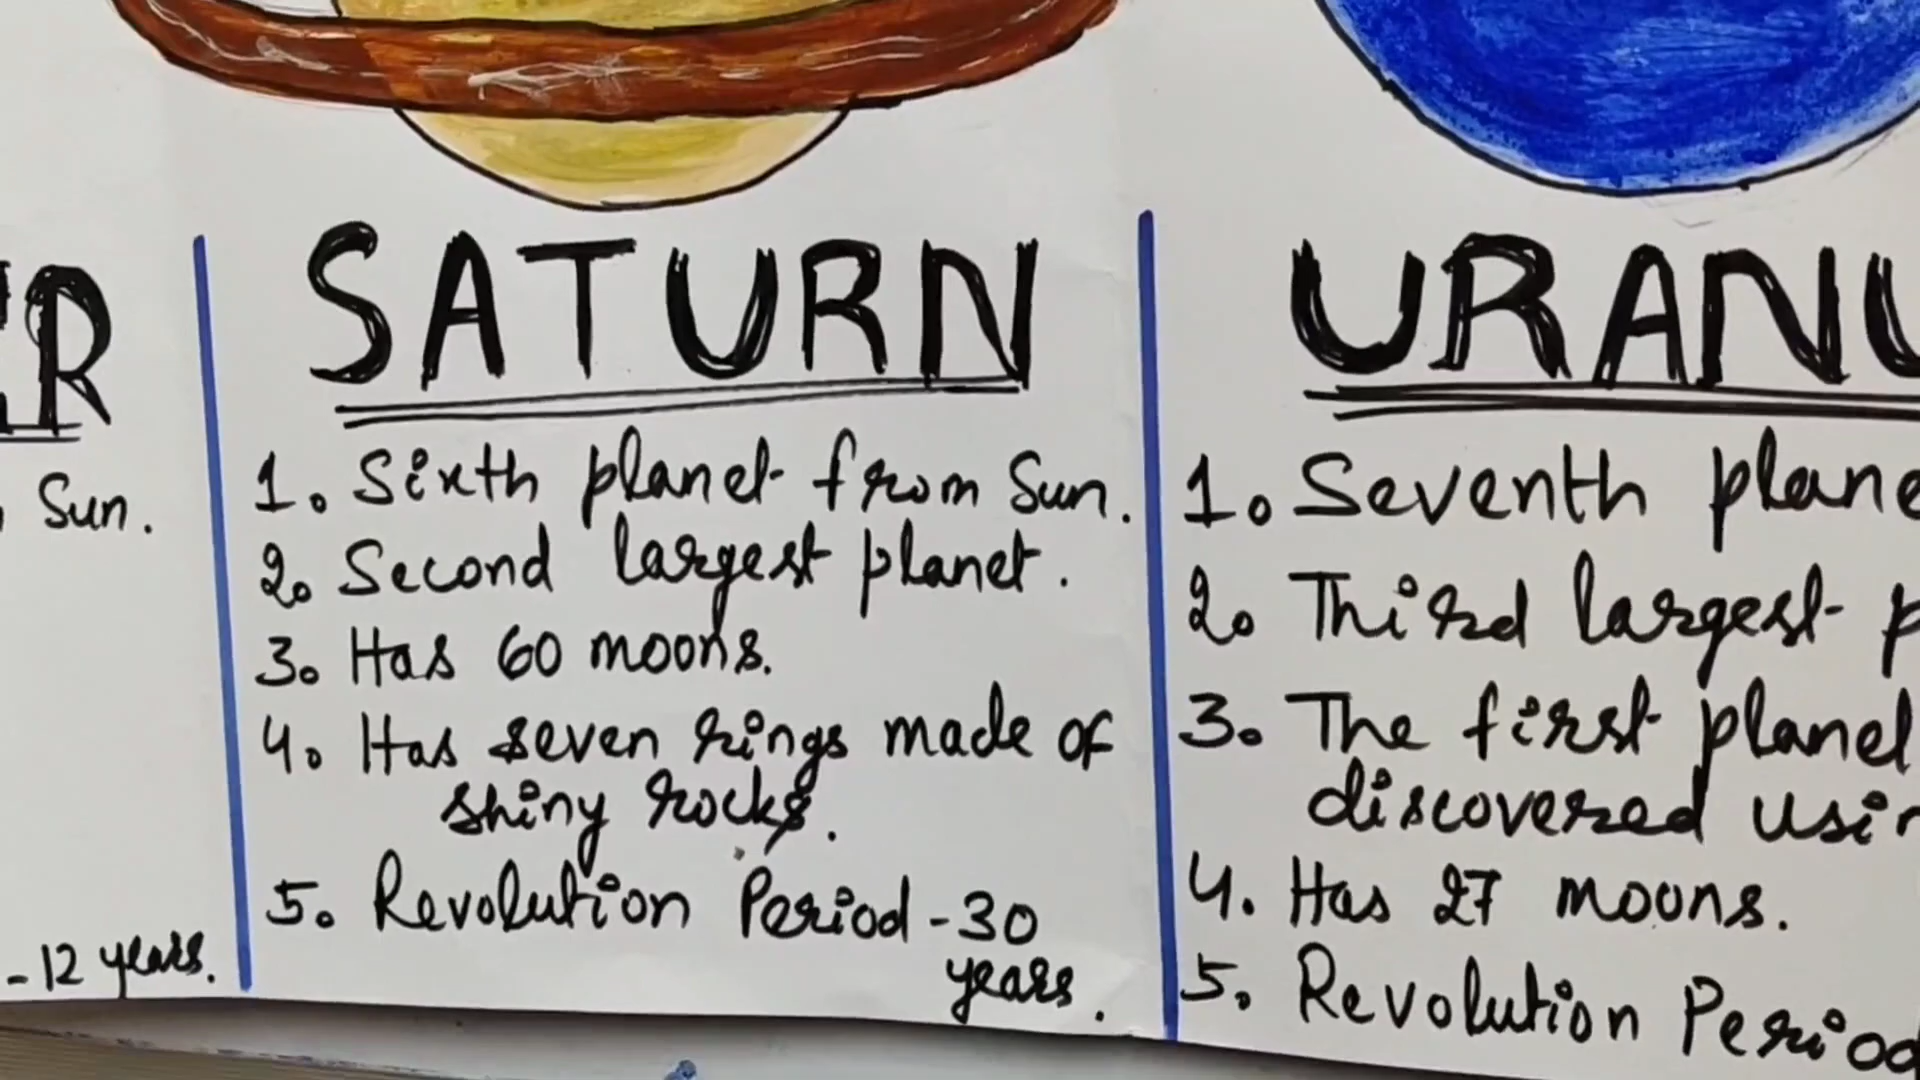 Sun.
-12 years.
SATURN
1. Sixth planet from Sun.
2. Second largest planet.
3. Has 60 moons.
4. Has seven rings made of
shiny rocks.
5. Revolution Period - 30
years.
URANU
1. Seventh plane
2. Third largest p
3. The first planet
discovered usin
4. Has 27 moons.
5. Revolution Period